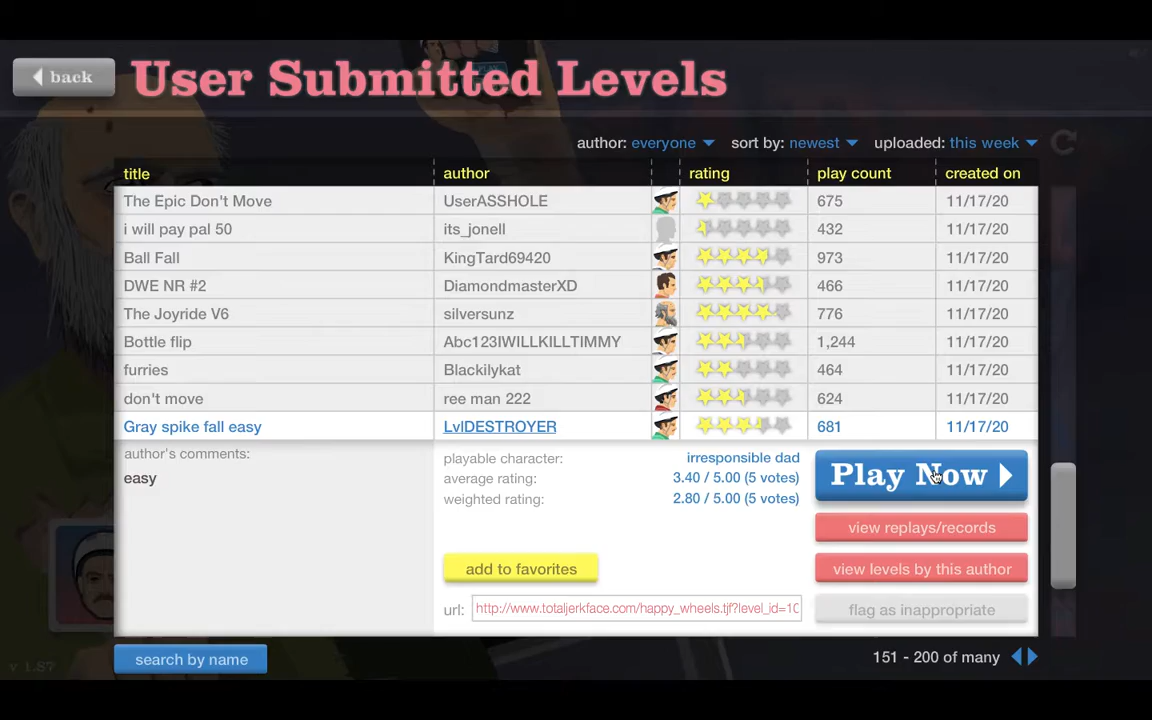 back
User Submitted Levels
author: everyone sort by: newest uploaded: this week
title author rating play count created on
The Epic Don't Move UserASSHOLE 675 11/17/20
i will pay pal 50 its_jonell 432 11/17/20
Ball Fall KingTard69420 973 11/17/20
DWE NR #2 DiamondmasterXD 466 11/17/20
The Joyride V6 silversunz 776 11/17/20
Bottle flip Abc123IWILLKILLTIMMY 1,244 11/17/20
furries Blackilykat 464 11/17/20
don't move ree man 222 624 11/17/20
Gray spike fall easy LvlDESTROYER 681 11/17/20
author's comments:
easy
playable character: irresponsible dad
average rating: 3.40 / 5.00 (5 votes)
weighted rating: 2.80 / 5.00 (5 votes)
Play Now
view replays/records
add to favorites
view levels by this author
url: http://www.totaljerkface.com/happy_wheels.tjf?level_id=10
flag as inappropriate
search by name
151 - 200 of many
v 1.87